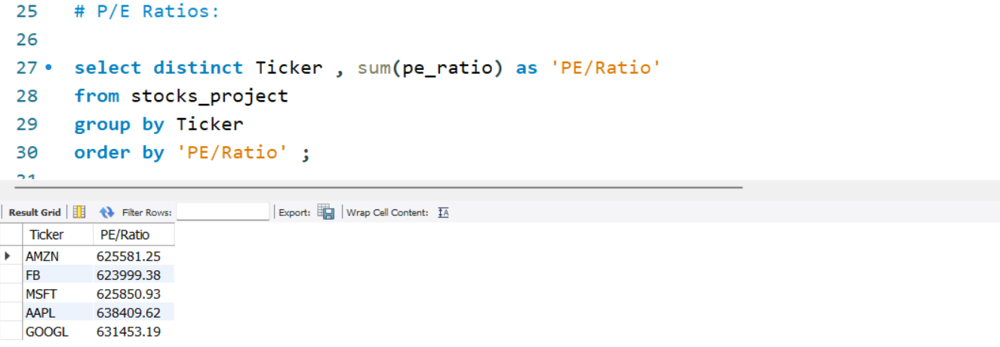 25 # P/E Ratios:
26
27 select distinct Ticker , sum(pe_ratio) as 'PE/Ratio'
28 from stocks_project
29 group by Ticker
30 order by 'PE/Ratio' ;
Result Grid Filter Rows: Export: Wrap Cell Content:
Ticker PE/Ratio
AMZN 625581.25
FB 623999.38
MSFT 625850.93
AAPL 638409.62
GOOGL 631453.19